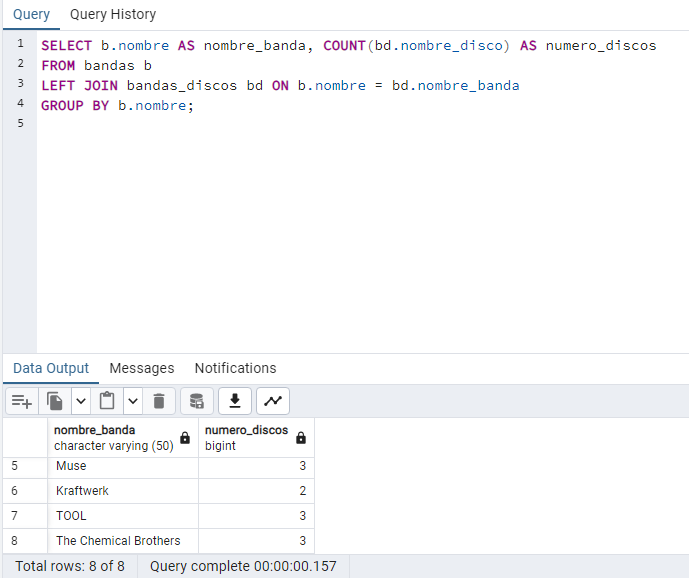 Query Query History
1 SELECT b.nombre AS nombre_banda, COUNT(bd.nombre_disco) AS numero_discos
2 FROM bandas b
3 LEFT JOIN bandas_discos bd ON b.nombre = bd.nombre_banda
4 GROUP BY b.nombre;
5
Data Output Messages Notifications
nombre_banda numero_discos
character varying (50) bigint
5 Muse 3
6 Kraftwerk 2
7 TOOL 3
8 The Chemical Brothers 3
Total rows: 8 of 8 Query complete 00:00:00.157